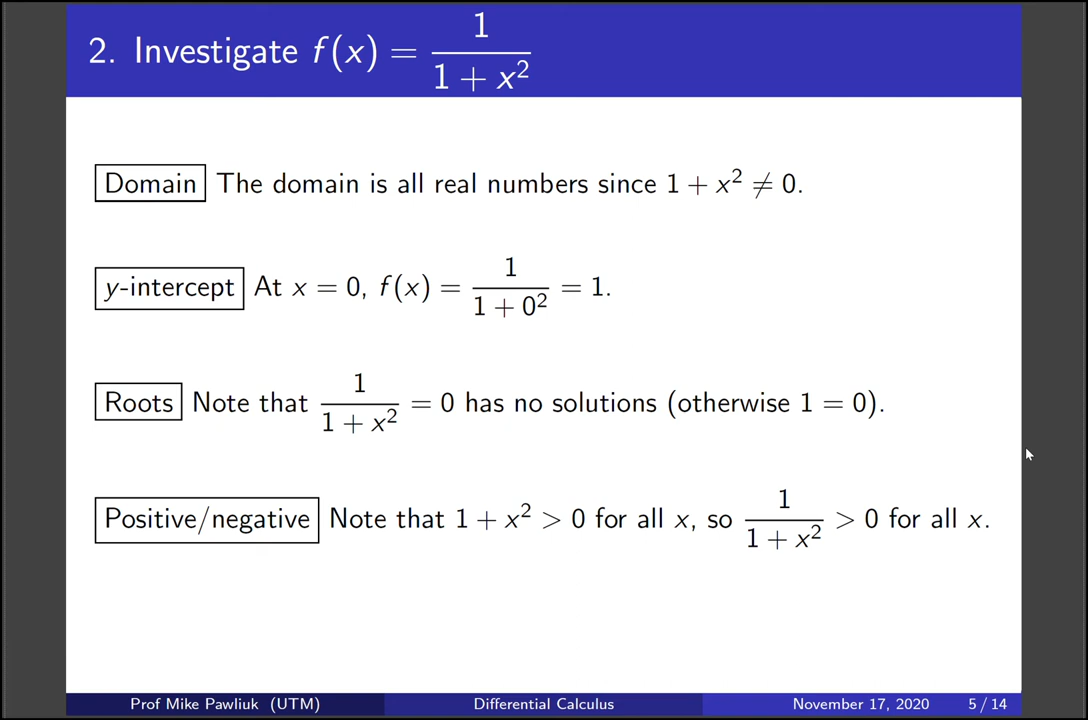 2. Investigate f(x) = 1/(1 + x²)
Domain The domain is all real numbers since 1 + x² ≠ 0.
y-intercept At x = 0, f(x) = 1/(1 + 0²) = 1.
Roots Note that 1/(1 + x²) = 0 has no solutions (otherwise 1 = 0).
Positive/negative Note that 1 + x² > 0 for all x, so 1/(1 + x²) > 0 for all x.
Prof Mike Pawliuk (UTM) Differential Calculus November 17, 2020 5 / 14